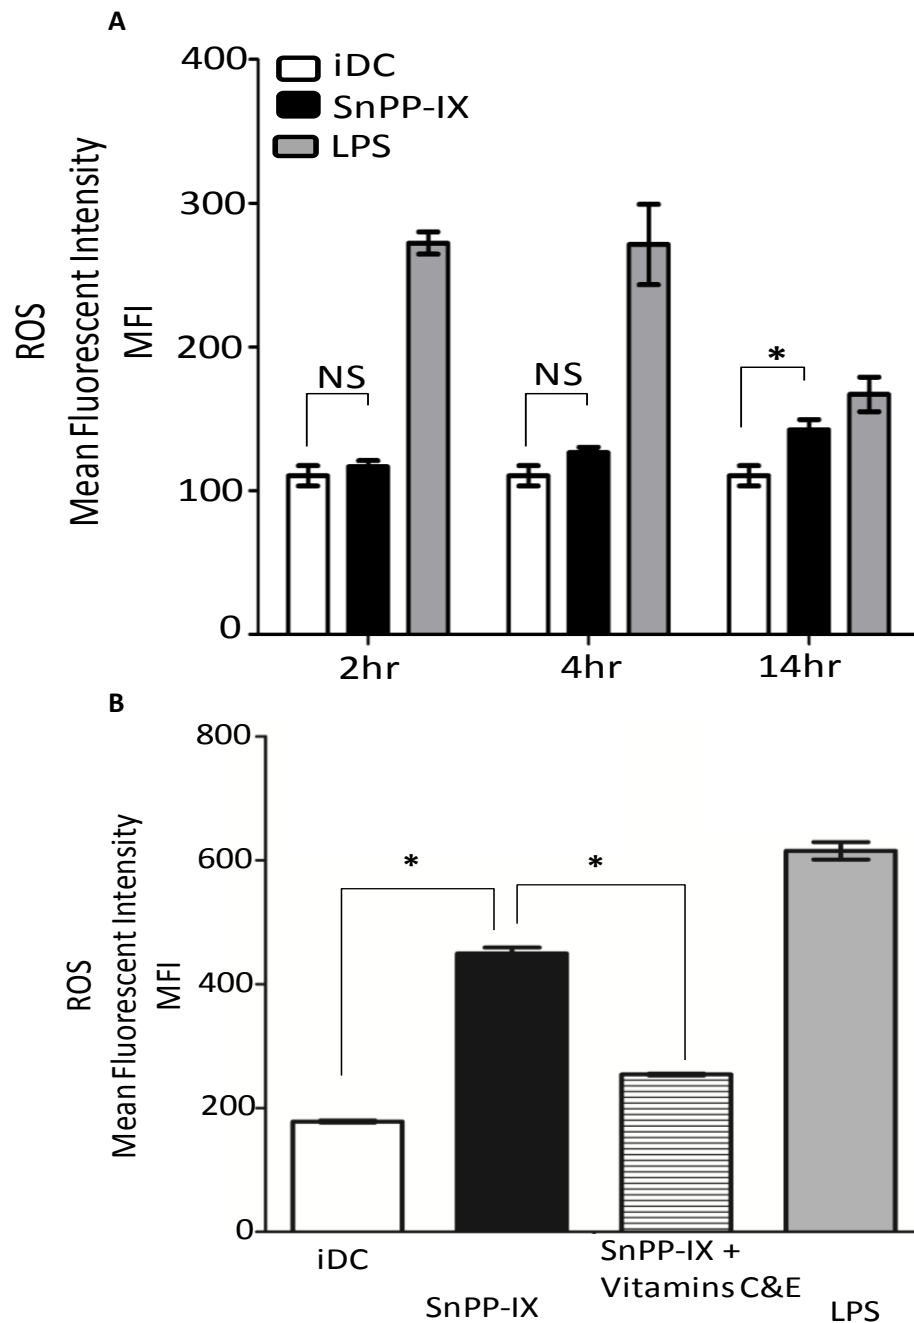 A
400
300
200
100
0
ROS
Mean Fluorescent Intensity
MFI
iDC
SnPP-IX
LPS
NS
NS
*
2hr
4hr
14hr
B
800
600
400
200
0
ROS
Mean Fluorescent Intensity
MFI
*
*
iDC
SnPP-IX
SnPP-IX +
Vitamins C&E
LPS